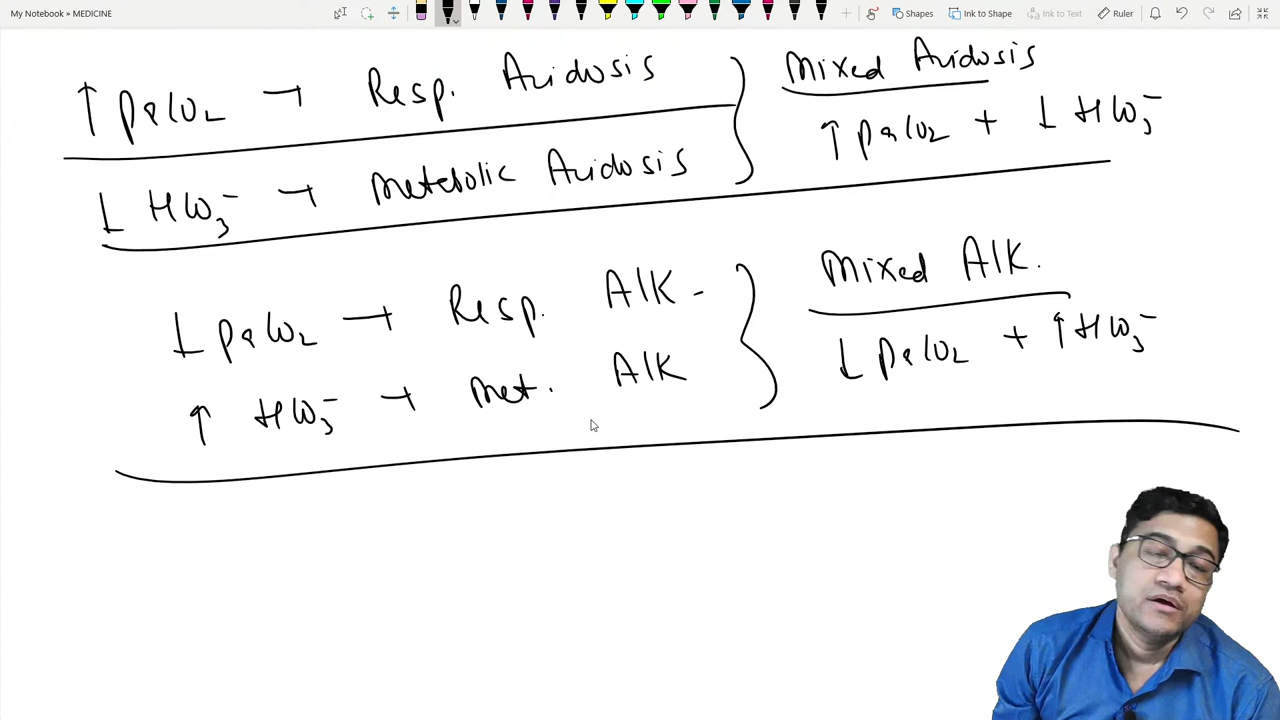 My Notebook » MEDICINE
Shapes Ink to Shape Ink to Text Ruler
↑ paCO2 → Resp. Acidosis
↓ HCO3- → Metabolic Acidosis
Mixed Acidosis
↑ paCO2 + ↓ HCO3-
↓ paCO2 → Resp. Alk-
↑ HCO3- → Met. Alk
Mixed Alk.
↓ paCO2 + ↑ HCO3-